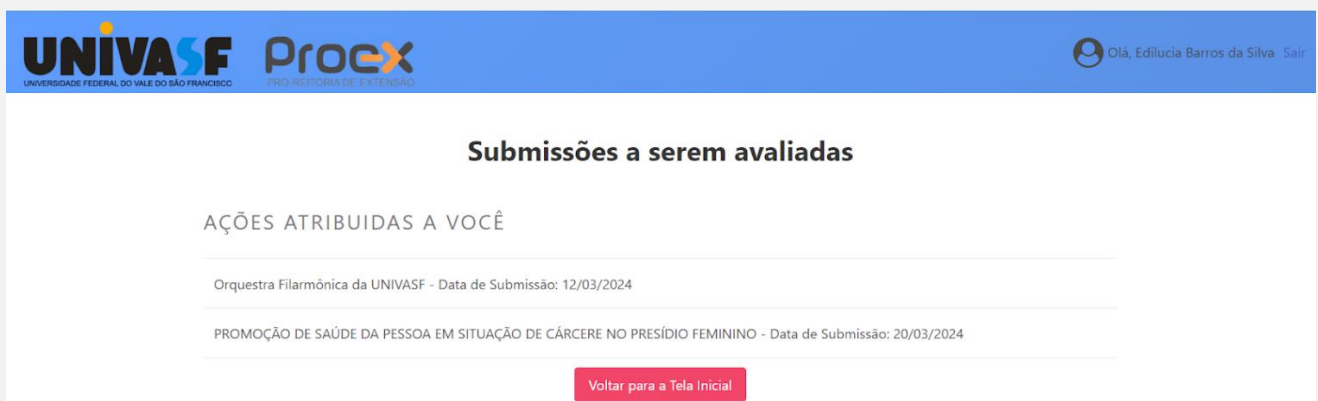 UNIVASF
UNIVERSIDADE FEDERAL DO VALE DO SÃO FRANCISCO
Proex
PRÓ-REITORIA DE EXTENSÃO
Olá, Edilucia Barros da Silva Sair
Submissões a serem avaliadas
AÇÕES ATRIBUIDAS A VOCÊ
Orquestra Filarmônica da UNIVASF - Data de Submissão: 12/03/2024
PROMOÇÃO DE SAÚDE DA PESSOA EM SITUAÇÃO DE CÁRCERE NO PRESÍDIO FEMININO - Data de Submissão: 20/03/2024
Voltar para a Tela Inicial